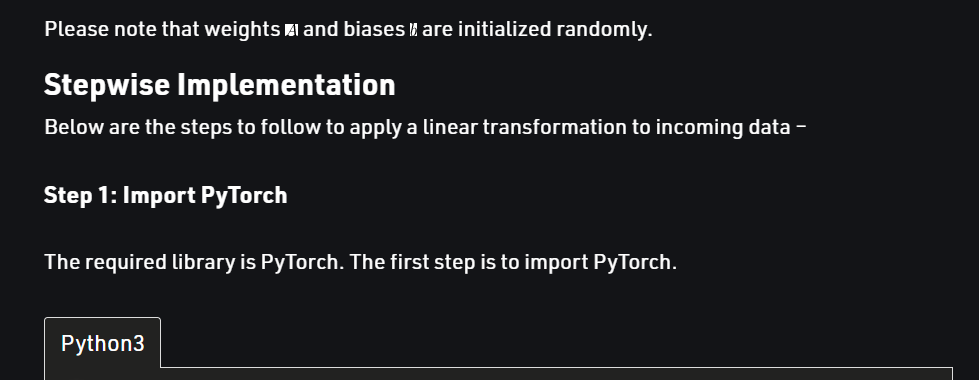 Please note that weights A and biases b are initialized randomly.
Stepwise Implementation
Below are the steps to follow to apply a linear transformation to incoming data −
Step 1: Import PyTorch
The required library is PyTorch. The first step is to import PyTorch.
Python3